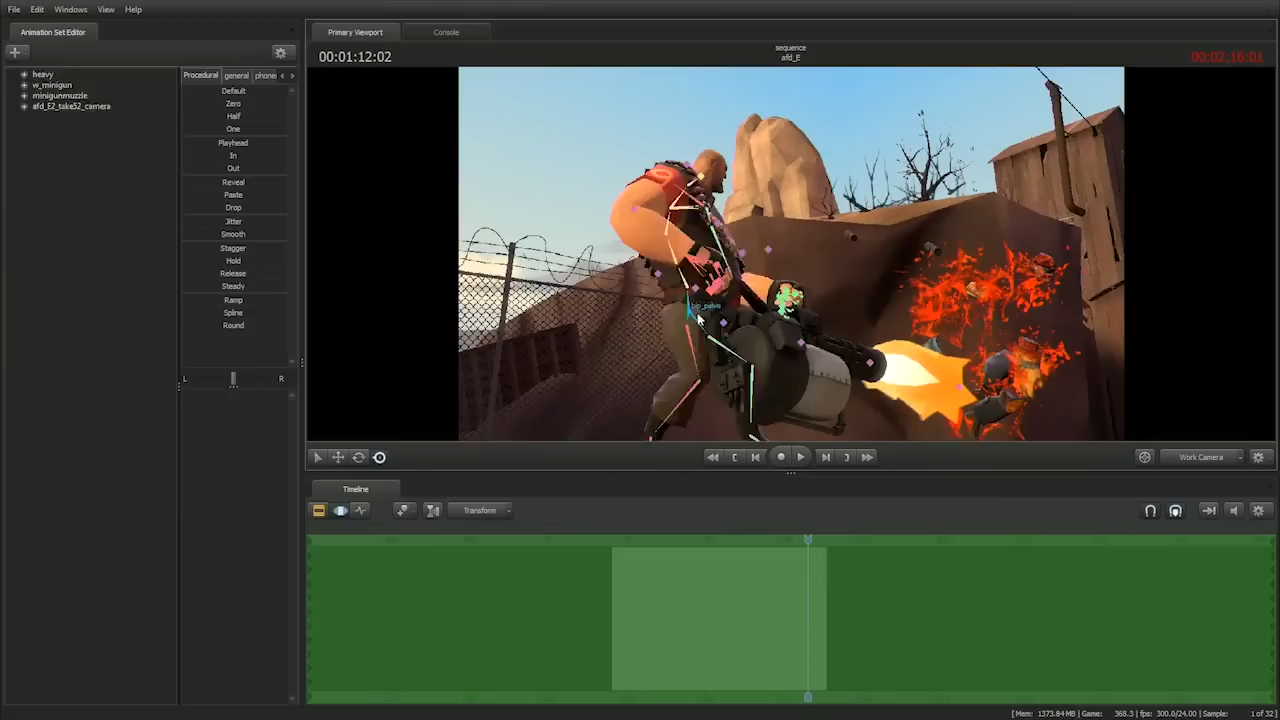 File Edit Windows View Help
Animation Set Editor
Primary Viewport Console
00:01:12:02
sequence
afd_E
00:02:16:01
heavy
w_minigun
minigunmuzzle
afd_E2_take52_camera
Procedural general phone
Default
Zero
Half
One
Playhead
In
Out
Reveal
Paste
Drop
Jitter
Smooth
Stagger
Hold
Release
Steady
Ramp
Spline
Round
L R
bip_pelvis
Work Camera
Timeline
Transform
[Mem: 1373.84 MB | Game: 368.3 | fps: 300.0/24.00 | Sample: 1 of 32 ]